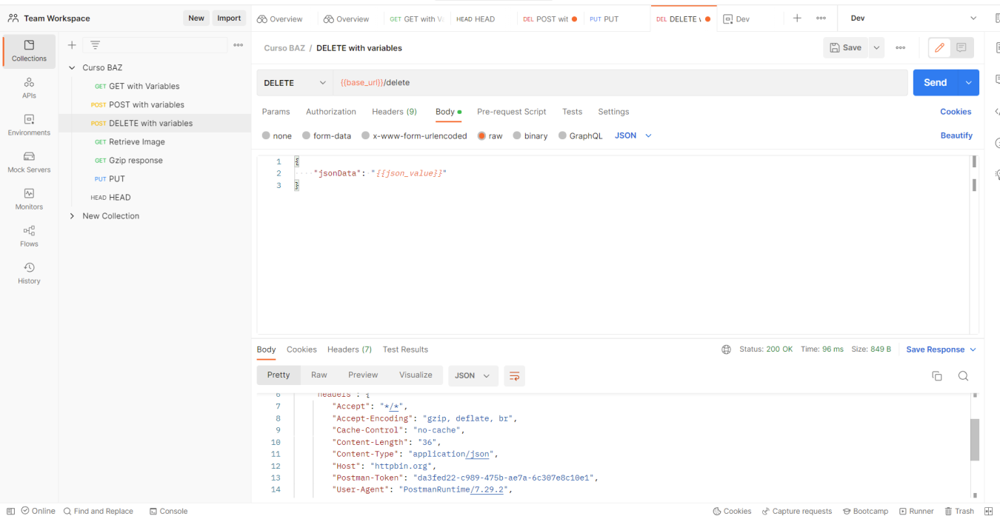 Team Workspace New Import Overview Overview GET GET with Va HEAD HEAD DEL POST wit PUT PUT DEL DELETE Dev Dev
Collections
Curso BAZ / DELETE with variables Save
Curso BAZ
GET GET with Variables
DELETE {{base_url}}/delete Send
APIs
POST POST with variables
Params Authorization Headers (9) Body Pre-request Script Tests Settings Cookies
POST DELETE with variables
Environments
none form-data x-www-form-urlencoded raw binary GraphQL JSON Beautify
GET Retrieve Image
GET Gzip response
1 {
Mock Servers
2 ···· "jsonData": "{{json_value}}"
PUT PUT
3 }
HEAD HEAD
Monitors
New Collection
Flows
History
Body Cookies Headers (7) Test Results Status: 200 OK Time: 96 ms Size: 849 B Save Response
Pretty Raw Preview Visualize JSON
6 "headers": {
7 "Accept": "*/*",
8 "Accept-Encoding": "gzip, deflate, br",
9 "Cache-Control": "no-cache",
10 "Content-Length": "36",
11 "Content-Type": "application/json",
12 "Host": "httpbin.org",
13 "Postman-Token": "da3fed22-c989-475b-ae7a-6c307e8c10e1",
14 "User-Agent": "PostmanRuntime/7.29.2",
Online Find and Replace Console Cookies Capture requests Bootcamp Runner Trash